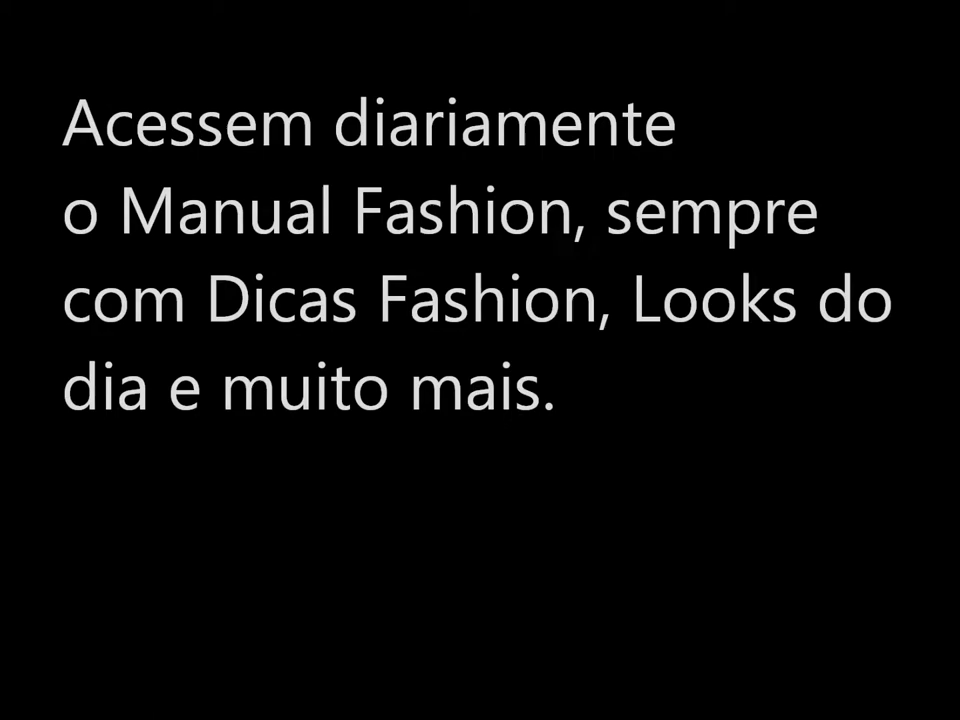 Acessem diariamente
o Manual Fashion, sempre
com Dicas Fashion, Looks do
dia e muito mais.